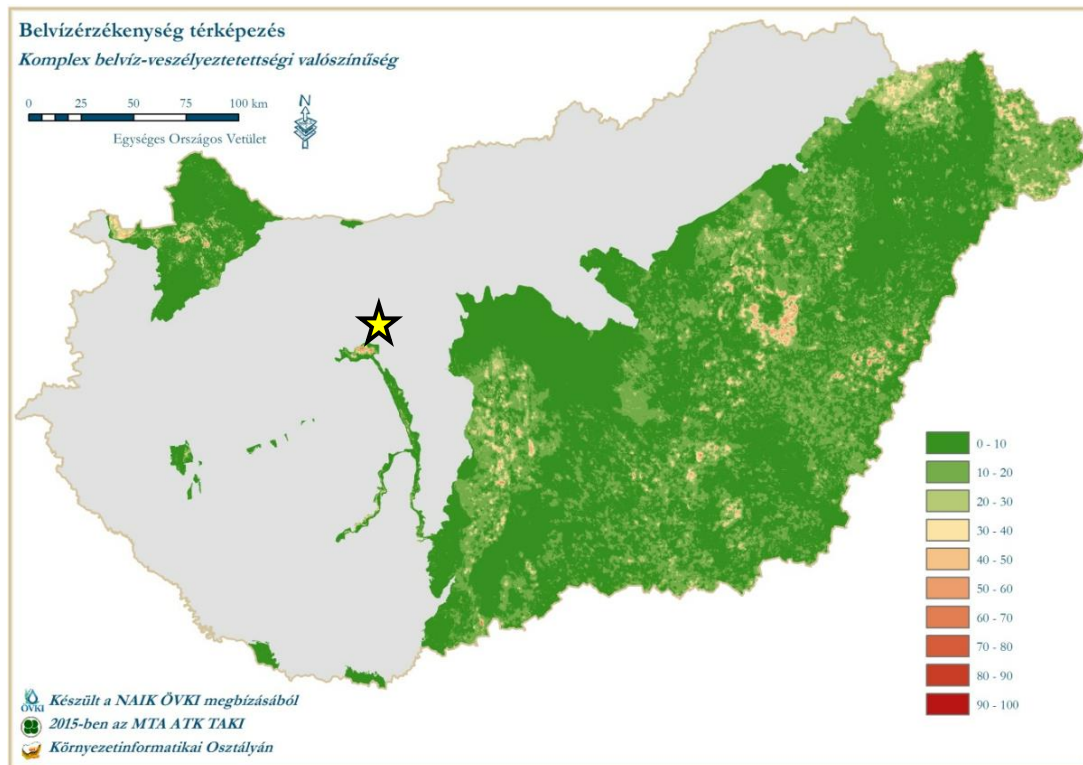 Belvízérzékenység térképezés
Komplex belvíz-veszélyeztetettségi valószínűség
0 25 50 75 100 km
N
Egységes Országos Vetület
0 - 10
10 - 20
20 - 30
30 - 40
40 - 50
50 - 60
60 - 70
70 - 80
80 - 90
90 - 100
ÖVKI
Készült a NAIK ÖVKI megbízásából
2015-ben az MTA ATK TAKI
Környezetinformatikai Osztályán